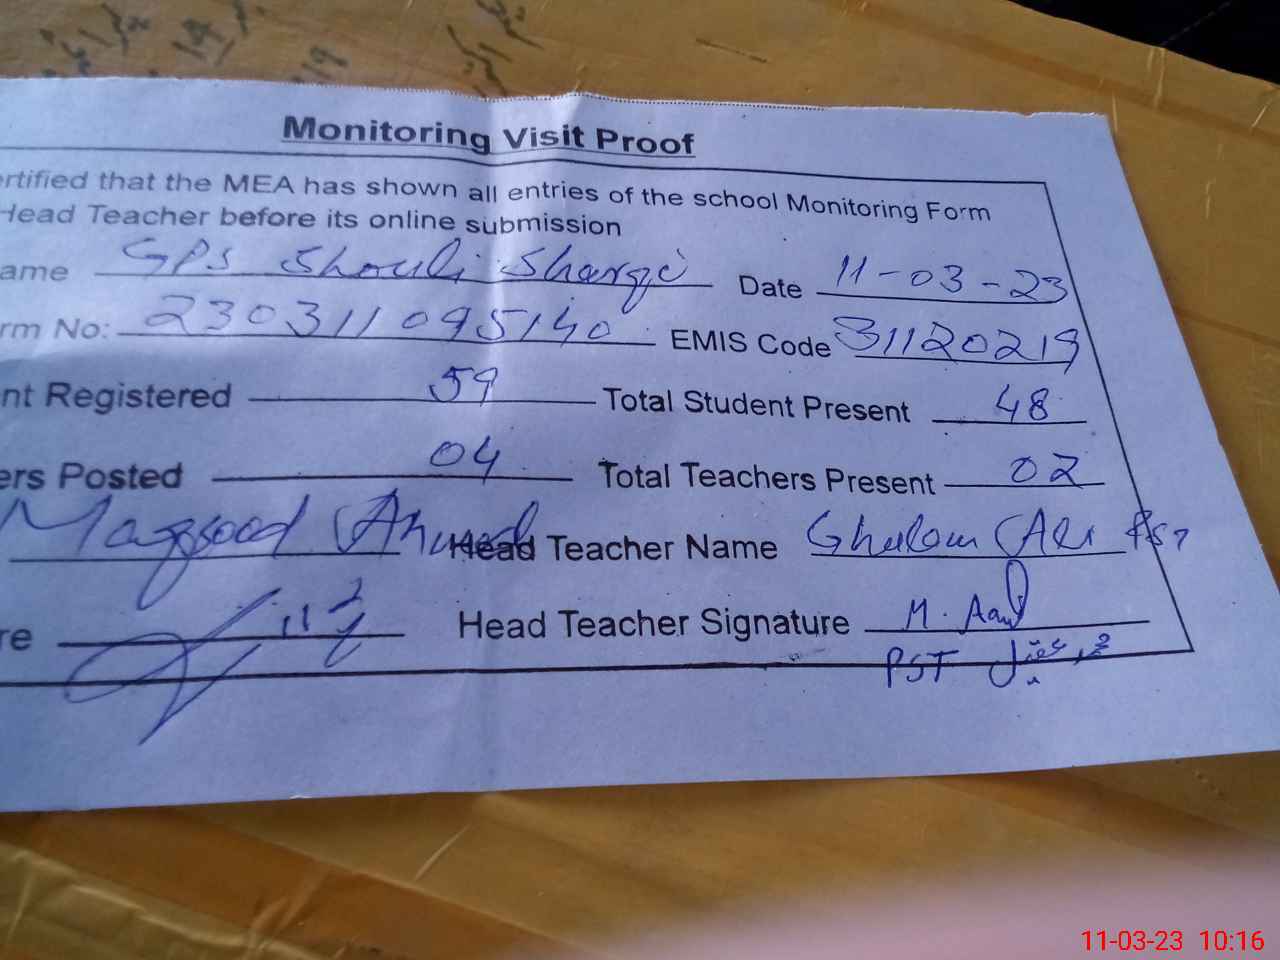 Monitoring Visit Proof
ertified that the MEA has shown all entries of the school Monitoring Form
Head Teacher before its online submission
ame GPS Shouli Sharqi Date 11-03-23
rm No: 230311095140 EMIS Code 31120219
nt Registered 59 Total Student Present 48
ers Posted 04 Total Teachers Present 02
Maqsood Ahmed Head Teacher Name Ghulam Ali PST
re Head Teacher Signature M.
PST
11-03-23 10:16